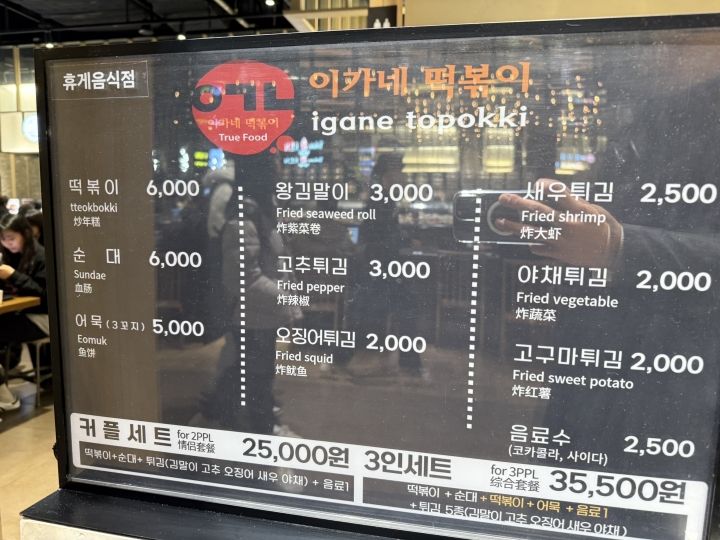 휴게음식점
이카네 떡볶이
True Food
이카네 떡볶이
igane topokki
떡볶이 6,000
tteokbokki
炒年糕
순대 6,000
Sundae
血肠
어묵(3꼬지) 5,000
Eomuk
鱼饼
왕김말이 3,000
Fried seaweed roll
炸紫菜卷
고추튀김 3,000
Fried pepper
炸辣椒
오징어튀김 2,000
Fried squid
炸鱿鱼
새우튀김 2,500
Fried shrimp
炸大虾
야채튀김 2,000
Fried vegetable
炸蔬菜
고구마튀김 2,000
Fried sweet potato
炸红薯
음료수 2,500
(코카콜라, 사이다)
커플세트 for 2PPL 情侣套餐 25,000원
떡볶이+순대+ 튀김(김말이 고추 오징어 새우 야채) + 음료1
3인세트 for 3PPL 综合套餐 35,500원
떡볶이 +순대 +떡볶이+어묵 + 음료1
+튀김 5종(김말이 고추 오징어 새우 야채 )